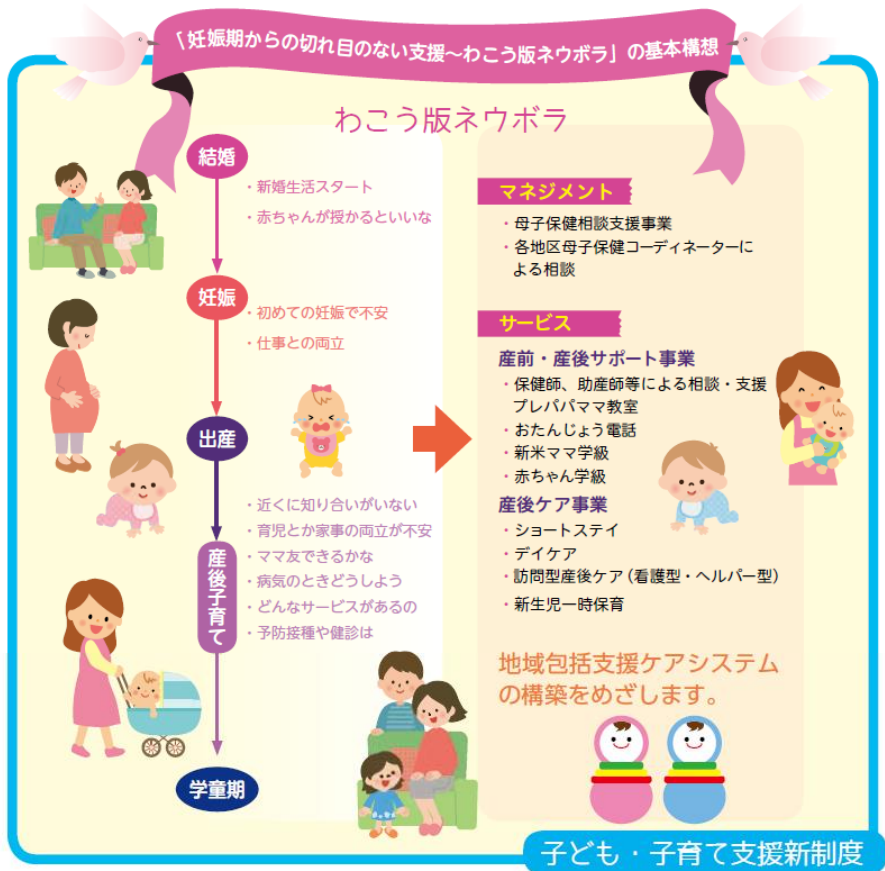 「妊娠期からの切れ目のない支援～わこう版ネウボラ」の基本構想
わこう版ネウボラ
結婚
・新婚生活スタート
・赤ちゃんが授かるといいな
妊娠
・初めての妊娠で不安
・仕事との両立
出産
・近くに知り合いがいない
・育児とか家事の両立が不安
・ママ友できるかな
・病気のときどうしよう
・どんなサービスがあるの
・予防接種や健診は
産後子育て
学童期
マネジメント
・母子保健相談支援事業
・各地区母子保健コーディネーターに
よる相談
サービス
産前・産後サポート事業
・保健師、助産師等による相談・支援
プレパパママ教室
・おたんじょう電話
・新米ママ学級
・赤ちゃん学級
産後ケア事業
・ショートステイ
・デイケア
・訪問型産後ケア（看護型・ヘルパー型）
・新生児一時保育
地域包括支援ケアシステム
の構築をめざします。
子ども・子育て支援新制度